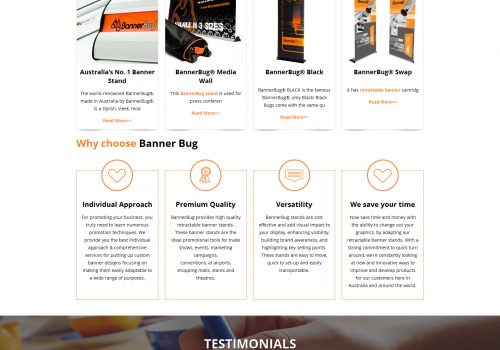 BannerBug
IN 3 SIZES
Australia's No. 1 Banner
Stand
The world-renowned BannerBug®,
made in Australia by BannerBug®,
is a stylish, sleek, mod
Read More>>
BannerBug® Media
Wall
This BannerBug stand is used for
press conferen
Read More>>
BannerBug® Black
BannerBug® BLACK is the famous
BannerBug®, only Black! Black
Bugs come with the same qu
Read More>>
BannerBug® Swap
It has retractable banner cartridg
Read More>>
Why choose Banner Bug
Individual Approach
For promoting your business, you
truly need to learn numerous
promotion techniques. We
provide you the best individual
approach & comprehensive
services for putting up custom
banner designs focusing on
making them easily adaptable to
a wide range of purposes.
Premium Quality
BannerBug provides high quality
retractable banner stands.
These banner stands are the
ideal promotional tools for trade
shows, events, marketing
campaigns,
conventions, at airports,
shopping malls, stores and
theatres.
Versatility
BannerBug stands are cost
effective and add visual impact to
your display, enhancing visibility,
building brand awareness, and
highlighting key selling points.
These stands are easy to move,
quick to set-up and easily
transportable.
We save your time
Now save time and money with
the ability to change out your
graphics, by adapting our
retractable banner stands. With a
strong commitment to quick turn
around, we're constantly looking
at new and innovative ways to
improve and develop products
for our customers here in
Australia and around the world.
TESTIMONIALS